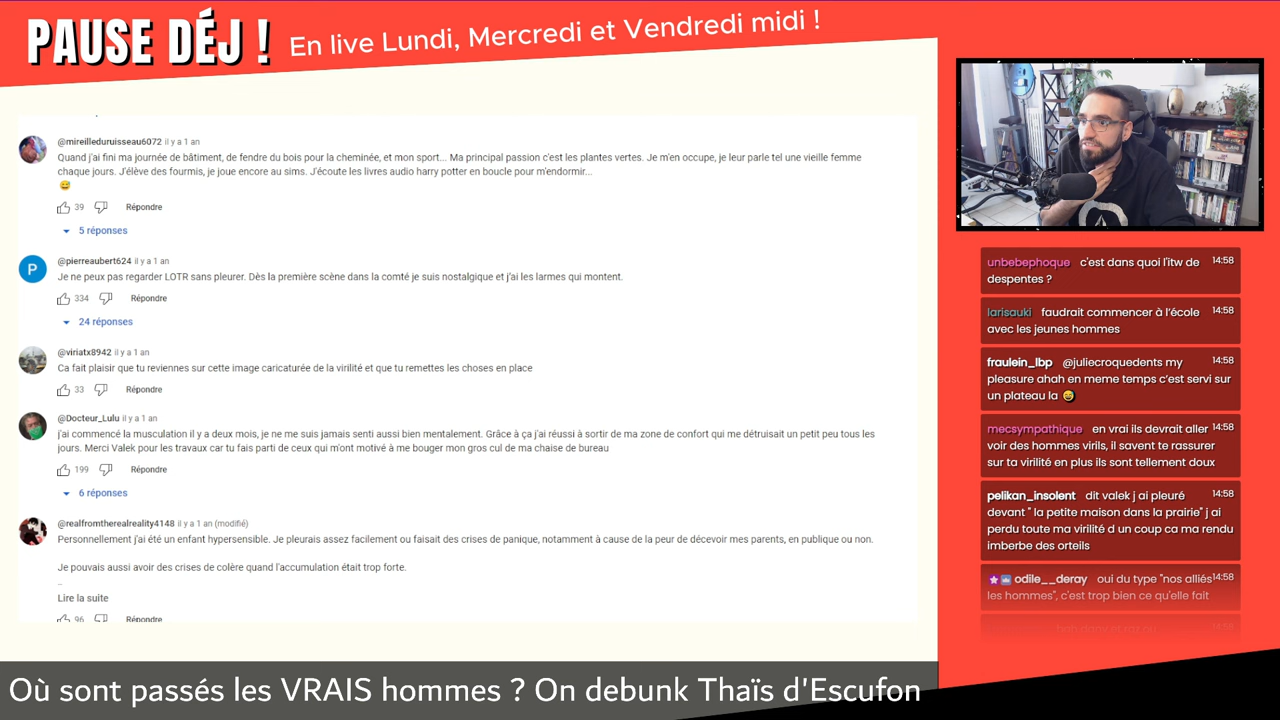 PAUSE DÉJ !
En live Lundi, Mercredi et Vendredi midi !
@mireilleduruisseau6072 il y a 1 an
Quand j'ai fini ma journée de bâtiment, de fendre du bois pour la cheminée, et mon sport... Ma principal passion c'est les plantes vertes. Je m'en occupe, je leur parle tel une vieille femme
chaque jours. J'élève des fourmis, je joue encore au sims. J'écoute les livres audio harry potter en boucle pour m'endormir...
😅
39 Répondre
5 réponses
P
@pierreaubert624 il y a 1 an
Je ne peux pas regarder LOTR sans pleurer. Dès la première scène dans la comté je suis nostalgique et j'ai les larmes qui montent.
334 Répondre
24 réponses
@viriatx8942 il y a 1 an
Ca fait plaisir que tu reviennes sur cette image caricaturée de la virilité et que tu remettes les choses en place
33 Répondre
@Docteur_Lulu il y a 1 an
j'ai commencé la musculation il y a deux mois, je ne me suis jamais senti aussi bien mentalement. Grâce à ça j'ai réussi à sortir de ma zone de confort qui me détruisait un petit peu tous les
jours. Merci Valek pour les travaux car tu fais parti de ceux qui m'ont motivé à me bouger mon gros cul de ma chaise de bureau
199 Répondre
6 réponses
@realfromtherealreality4148 il y a 1 an (modifié)
Personnellement j'ai été un enfant hypersensible. Je pleurais assez facilement ou faisait des crises de panique, notamment à cause de la peur de décevoir mes parents, en publique ou non.
Je pouvais aussi avoir des crises de colère quand l'accumulation était trop forte.
..
Lire la suite
96 Répondre
unbebephoque c'est dans quoi l'itw de 14:58
despentes ?
larisauki faudrait commencer à l'école 14:58
avec les jeunes hommes
fraulein_lbp @juliecroquedents my 14:58
pleasure ahah en meme temps c'est servi sur
un plateau la 😅
mecsympathique en vrai ils devrait aller 14:58
voir des hommes virils, il savent te rassurer
sur ta virilité en plus ils sont tellement doux
pelikan_insolent dit valek j ai pleuré 14:58
devant " la petite maison dans la prairie" j ai
perdu toute ma virilité d un coup ca ma rendu
imberbe des orteils
odile__deray oui du type "nos alliés 14:58
les hommes", c'est trop bien ce qu'elle fait
Où sont passés les VRAIS hommes ? On debunk Thaïs d'Escufon